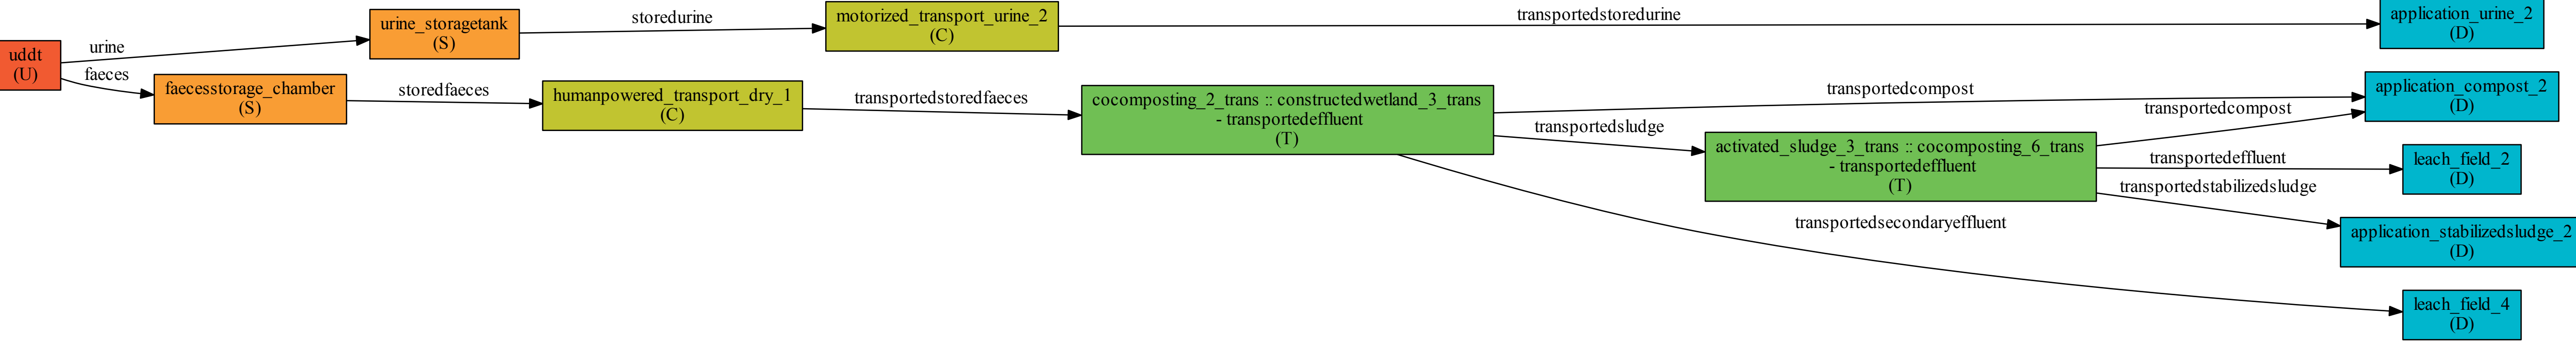 uddt
(U)
urine
faeces
urine_storagetank
(S)
faecesstorage_chamber
(S)
storedurine
storedfaeces
motorized_transport_urine_2
(C)
humanpowered_transport_dry_1
(C)
transportedstoredurine
transportedstoredfaeces
cocomposting_2_trans :: constructedwetland_3_trans
- transportedeffluent
(T)
transportedcompost
transportedsludge
transportedsecondaryeffluent
activated_sludge_3_trans :: cocomposting_6_trans
- transportedeffluent
(T)
transportedcompost
transportedeffluent
transportedstabilizedsludge
application_urine_2
(D)
application_compost_2
(D)
leach_field_2
(D)
application_stabilizedsludge_2
(D)
leach_field_4
(D)